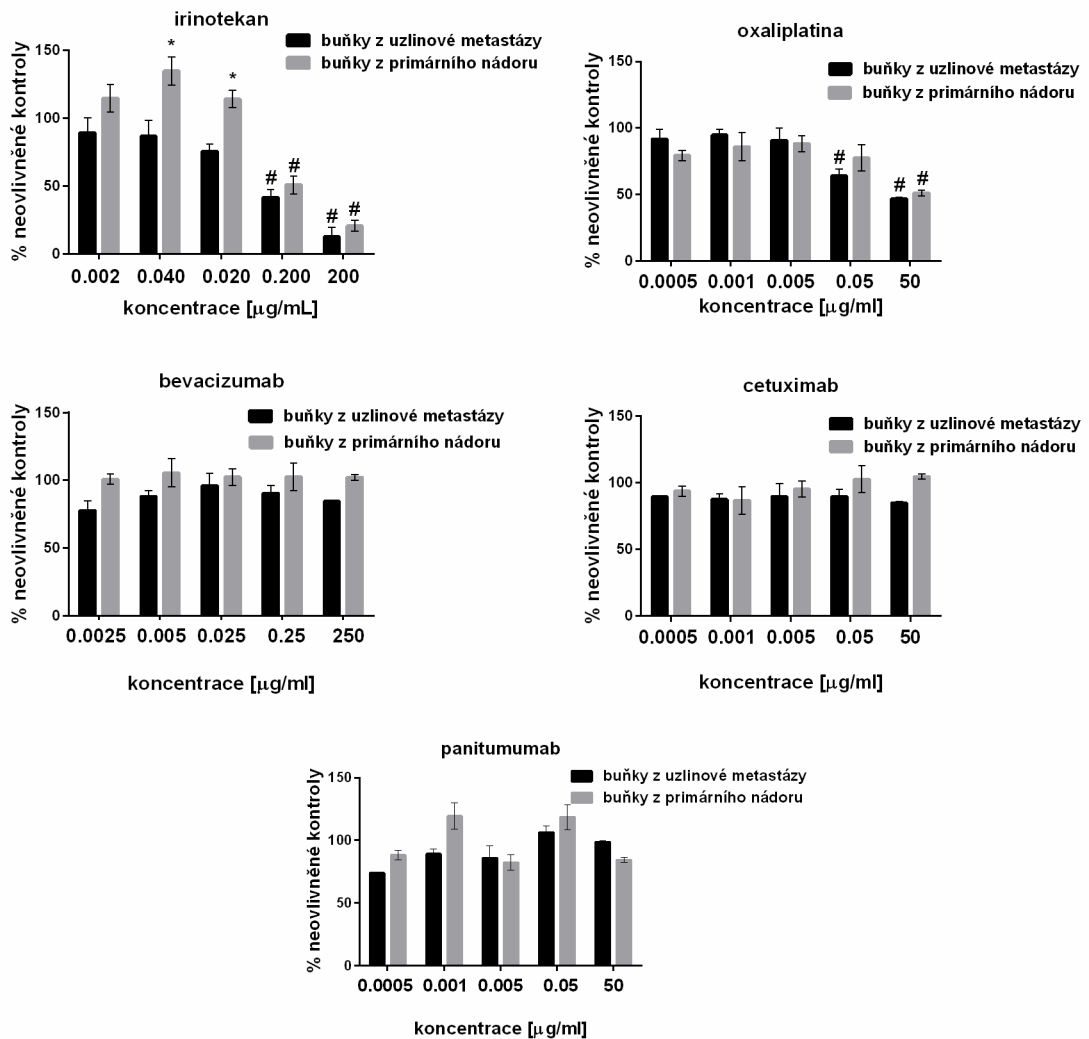 irinotekan
% neovlivněné kontroly
150
100
50
0
buňky z uzlinové metastázy
buňky z primárního nádoru
*
*
#
#
#
#
0.002 0.040 0.020 0.200 200
koncentrace [μg/mL]
oxaliplatina
% neovlivněné kontroly
150
100
50
0
buňky z uzlinové metastázy
buňky z primárního nádoru
#
#
#
0.0005 0.001 0.005 0.05 50
koncentrace [μg/ml]
bevacizumab
% neovlivněné kontroly
150
100
50
0
buňky z uzlinové metastázy
buňky z primárního nádoru
0.0025 0.005 0.025 0.25 250
koncentrace [μg/ml]
cetuximab
% neovlivněné kontroly
150
100
50
0
buňky z uzlinové metastázy
buňky z primárního nádoru
0.0005 0.001 0.005 0.05 50
koncentrace [μg/ml]
panitumumab
% neovlivněné kontroly
150
100
50
0
buňky z uzlinové metastázy
buňky z primárního nádoru
0.0005 0.001 0.005 0.05 50
koncentrace [μg/ml]